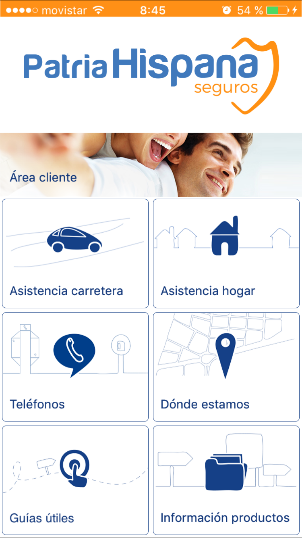 movistar 8:45 54 %
Patria Hispana
seguros
Área cliente
Asistencia carretera
Asistencia hogar
Teléfonos
Dónde estamos
Guías útiles
Información productos